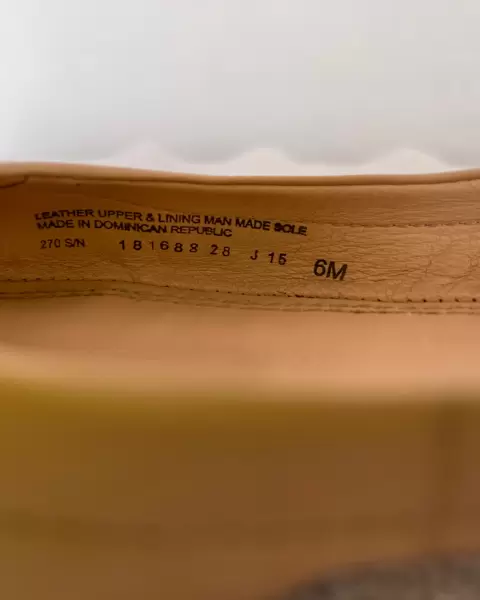 LEATHER UPPER & LINING MAN MADE SOLE
MADE IN DOMINICAN REPUBLIC
270 S/N 181688 28 J 15 6M